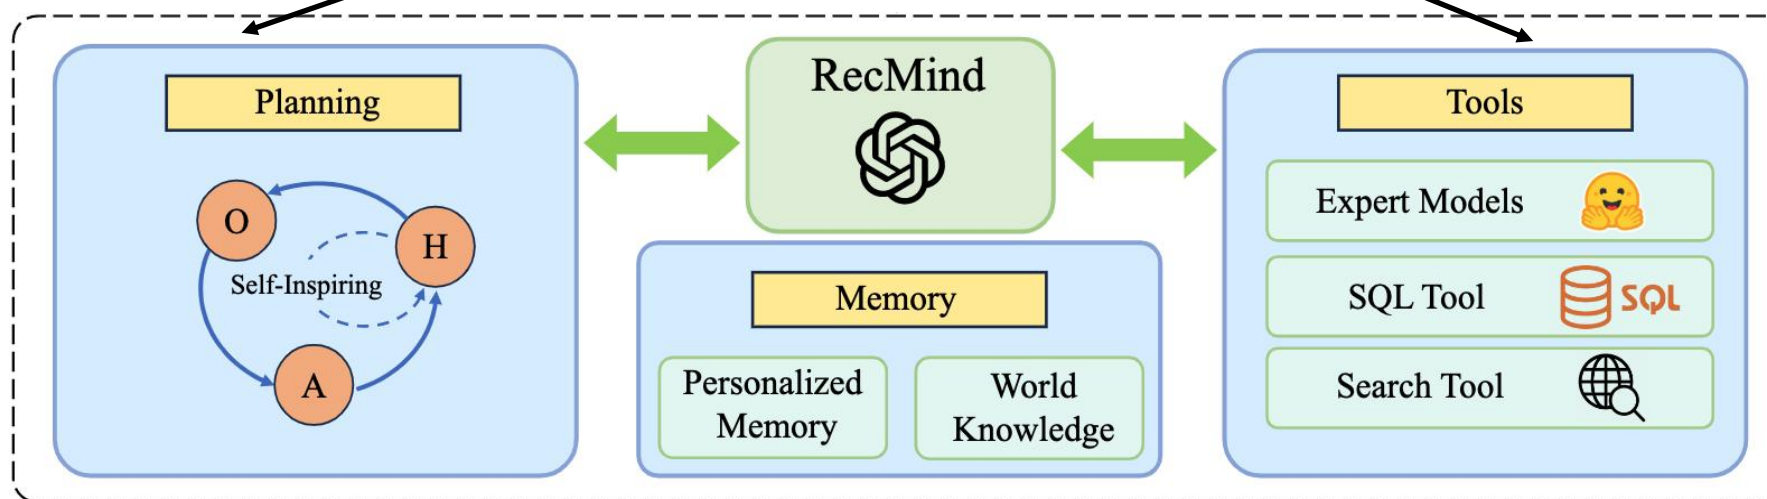 Planning
O
H
Self-Inspiring
A
RecMind
Memory
Personalized
Memory
World
Knowledge
Tools
Expert Models
SQL Tool
SQL
Search Tool